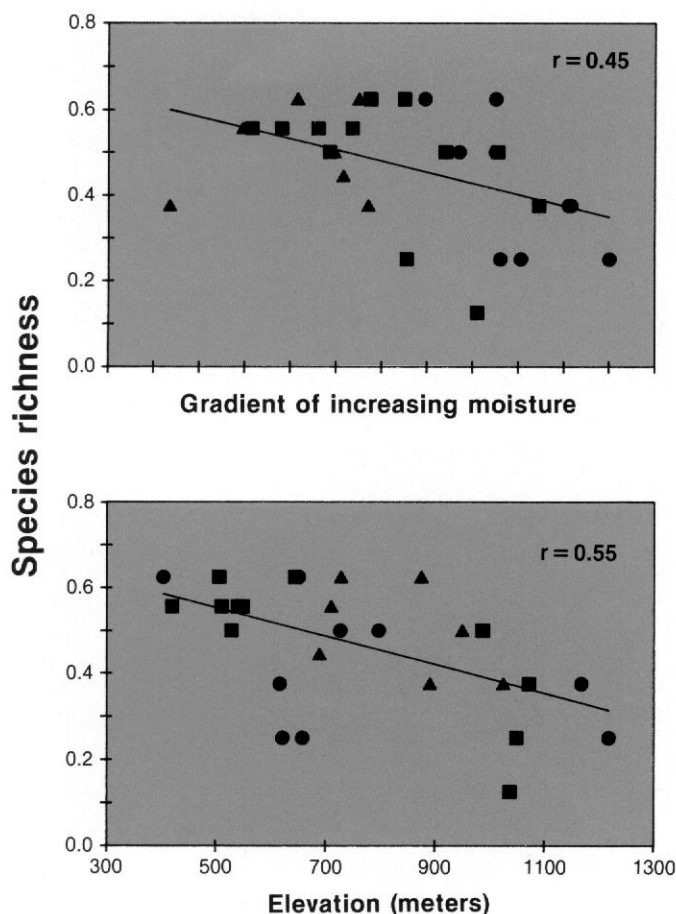 0.8
r = 0.45
0.6
0.4
0.2
0.0
Gradient of increasing moisture
Species richness
0.8
r = 0.55
0.6
0.4
0.2
0.0
300 500 700 900 1100 1300
Elevation (meters)